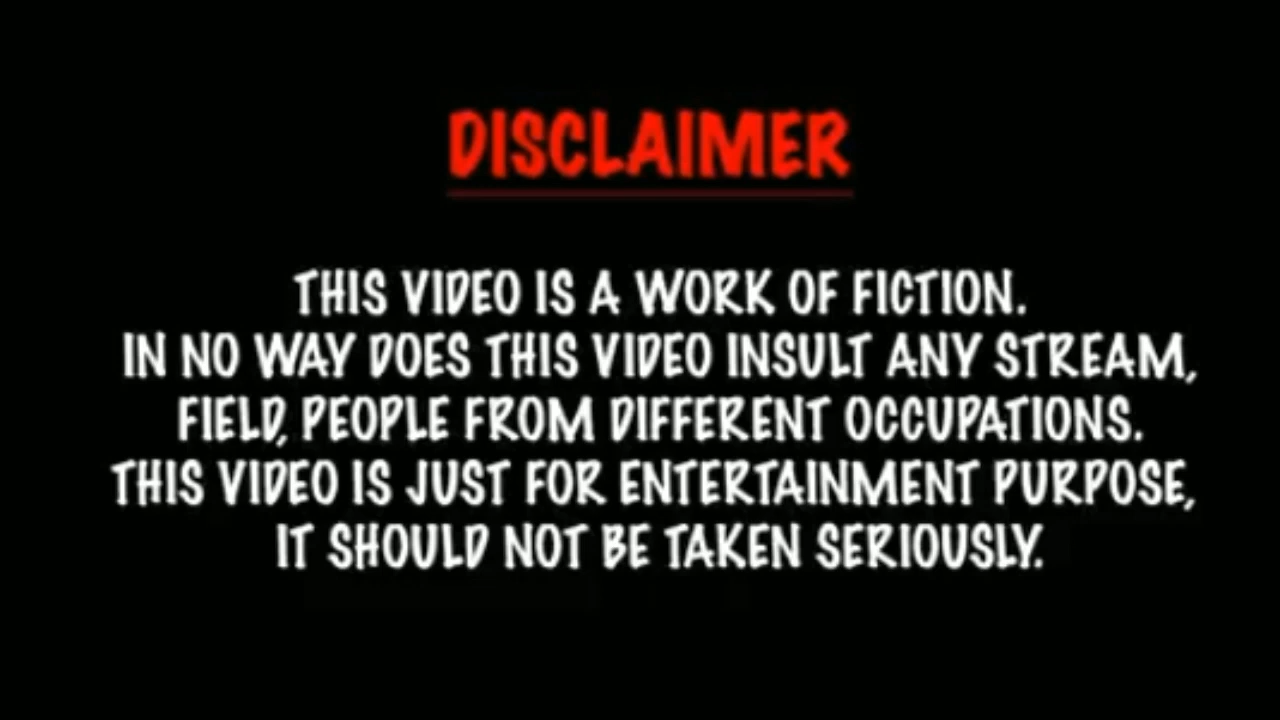 DISCLAIMER
THIS VIDEO IS A WORK OF FICTION.
IN NO WAY DOES THIS VIDEO INSULT ANY STREAM,
FIELD, PEOPLE FROM DIFFERENT OCCUPATIONS.
THIS VIDEO IS JUST FOR ENTERTAINMENT PURPOSE,
IT SHOULD NOT BE TAKEN SERIOUSLY.